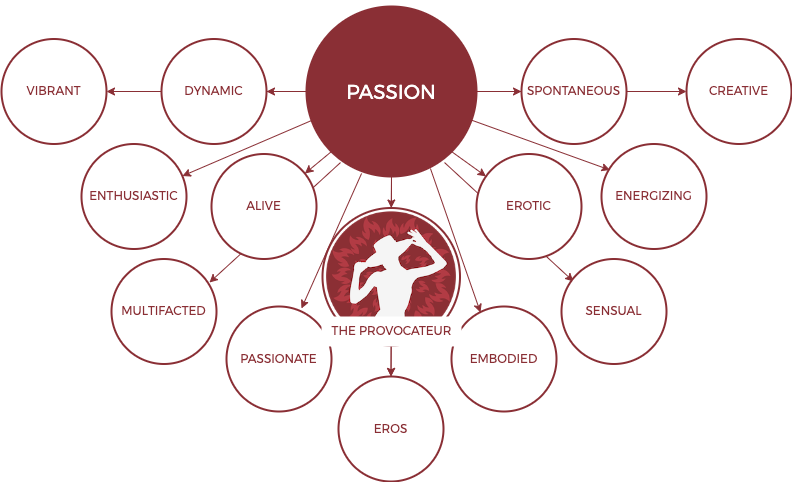 PASSION
VIBRANT
DYNAMIC
SPONTANEOUS
CREATIVE
ENTHUSIASTIC
ALIVE
EROTIC
ENERGIZING
MULTIFACTED
SENSUAL
THE PROVOCATEUR
PASSIONATE
EMBODIED
EROS